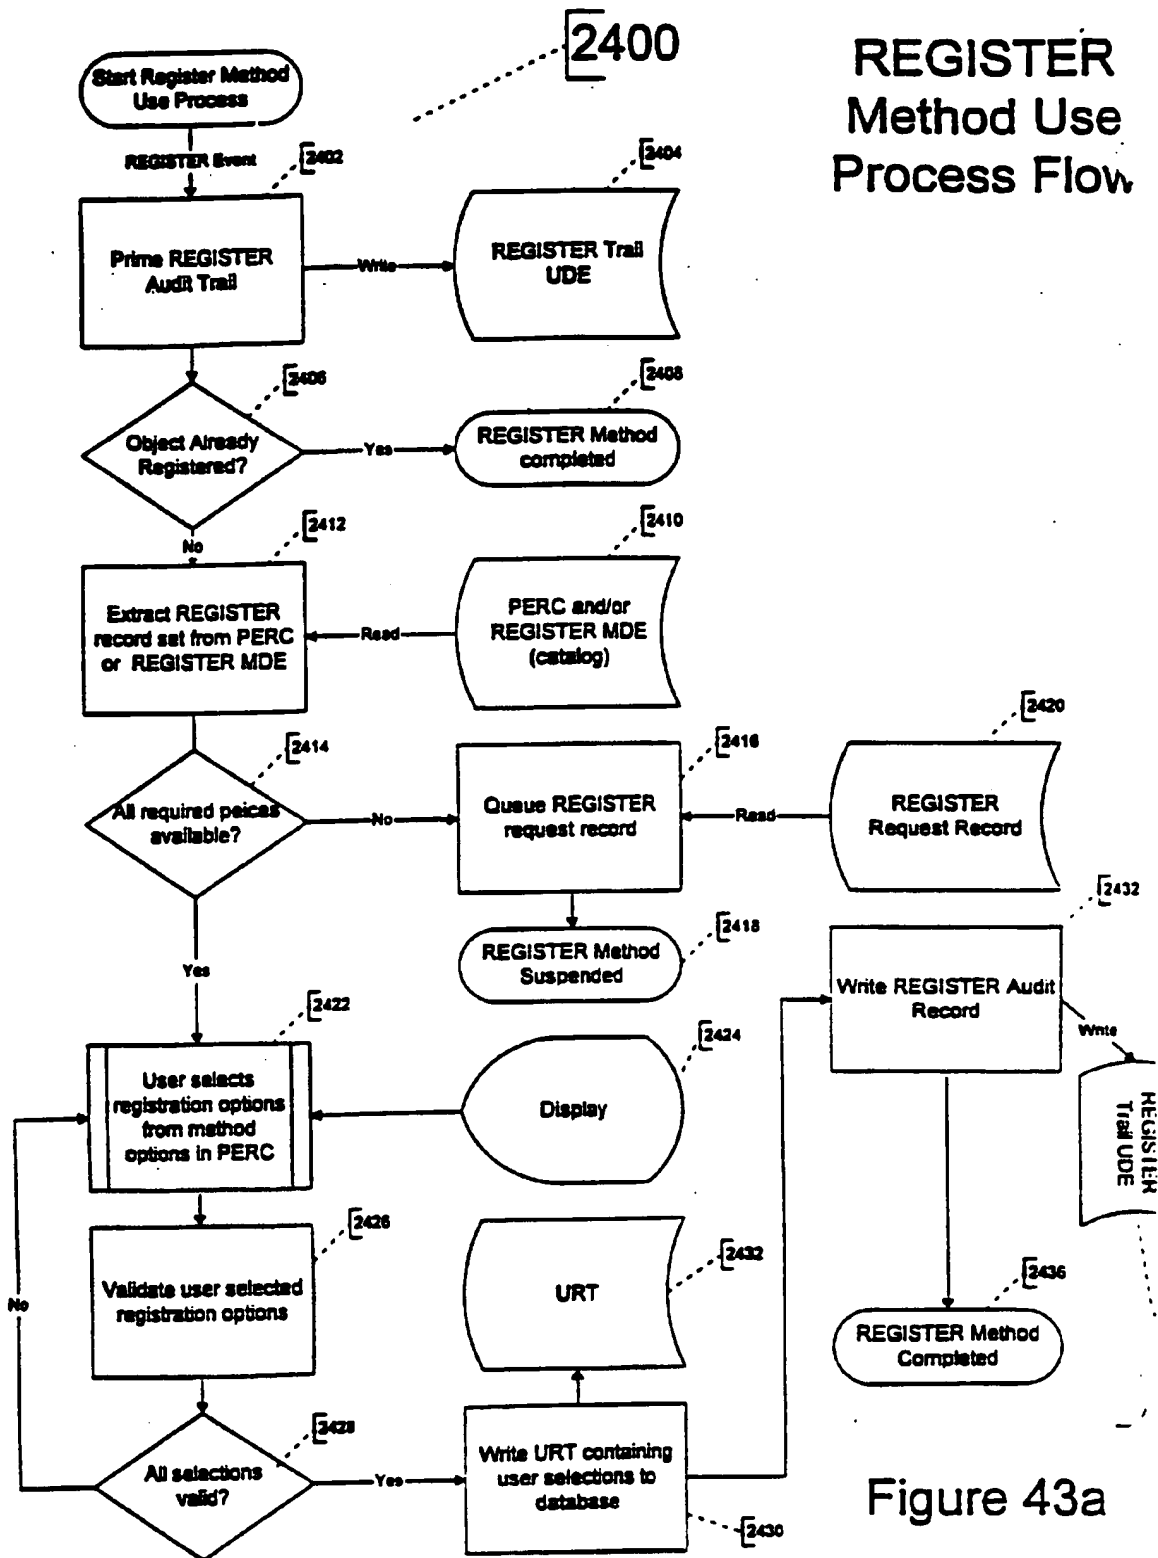 2400
REGISTER
Method Use
Process Flow
Start Register Method
Use Process
REGISTER Event
2402
2404
Prime REGISTER
Audit Trail
Write
REGISTER Trail
UDE
2406
2408
Object Already
Registered?
Yes
REGISTER Method
completed
No
2412
2410
Extract REGISTER
record set from PERC
or REGISTER MDE
Read
PERC and/or
REGISTER MDE
(catalog)
2414
2416
2420
All required peices
available?
No
Queue REGISTER
request record
Read
REGISTER
Request Record
2418
REGISTER Method
Suspended
2432
Write REGISTER Audit
Record
Write
REGISTER
Trail UDE
Yes
2422
2424
User selects
registration options
from method
options in PERC
Display
2426
2432
Validate user selected
registration options
URT
No
2436
REGISTER Method
Completed
2428
All selections
valid?
Yes
Write URT containing
user selections to
database
2430
Figure 43a